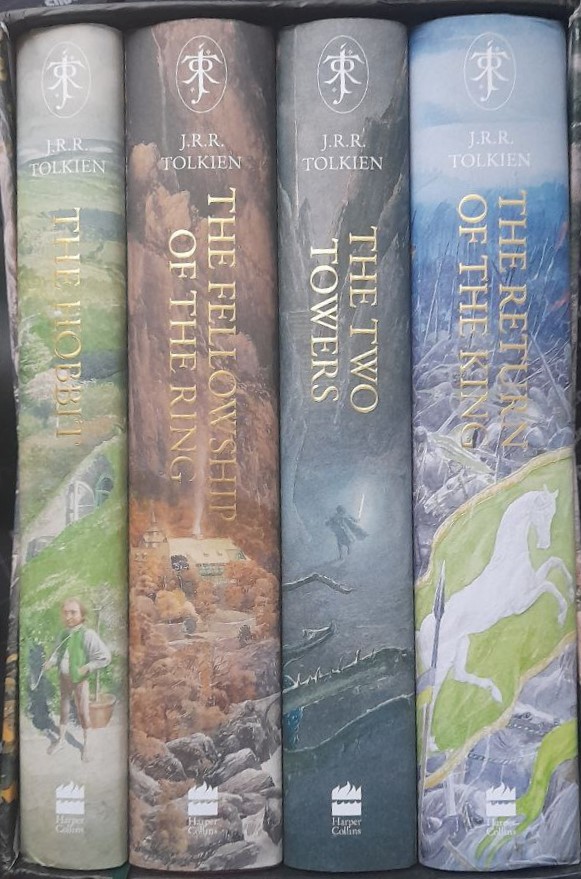 J.R.R.
TOLKIEN
THE HOBBIT
Harper
Collins
J.R.R.
TOLKIEN
THE FELLOWSHIP
OF THE RING
Harper
Collins
J.R.R.
TOLKIEN
THE TWO
TOWERS
Harper
Collins
J.R.R.
TOLKIEN
THE RETURN
OF THE KING
Harper
Collins